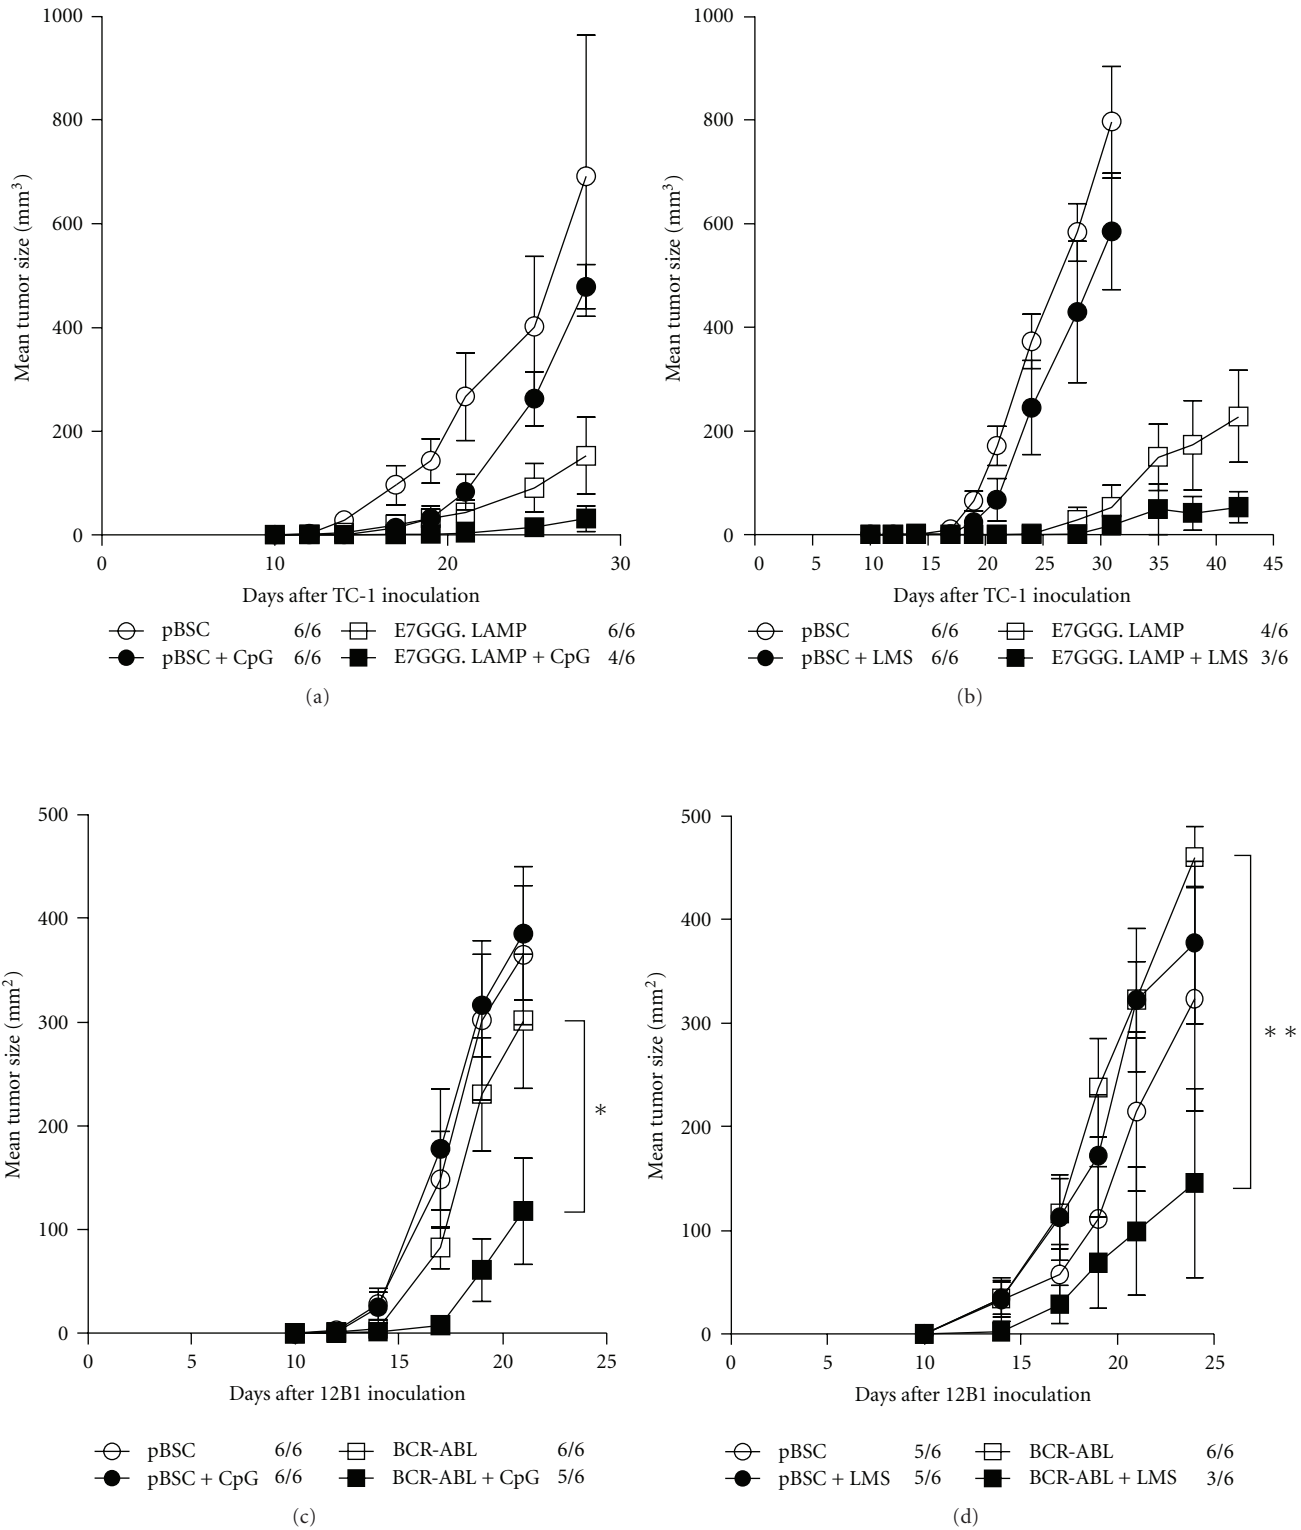 1000
800
600
400
200
0
Mean tumor size (mm³)
0 10 20 30
Days after TC-1 inoculation
pBSC 6/6 E7GGG. LAMP 6/6
pBSC + CpG 6/6 E7GGG. LAMP + CpG 4/6
(a)
1000
800
600
400
200
0
Mean tumor size (mm³)
0 5 10 15 20 25 30 35 40 45
Days after TC-1 inoculation
pBSC 6/6 E7GGG. LAMP 4/6
pBSC + LMS 6/6 E7GGG. LAMP + LMS 3/6
(b)
500
400
300
200
100
0
Mean tumor size (mm²)
*
0 5 10 15 20 25
Days after 12B1 inoculation
pBSC 6/6 BCR-ABL 6/6
pBSC + CpG 6/6 BCR-ABL + CpG 5/6
(c)
500
400
300
200
100
0
Mean tumor size (mm²)
**
0 5 10 15 20 25
Days after 12B1 inoculation
pBSC 5/6 BCR-ABL 6/6
pBSC + LMS 5/6 BCR-ABL + LMS 3/6
(d)